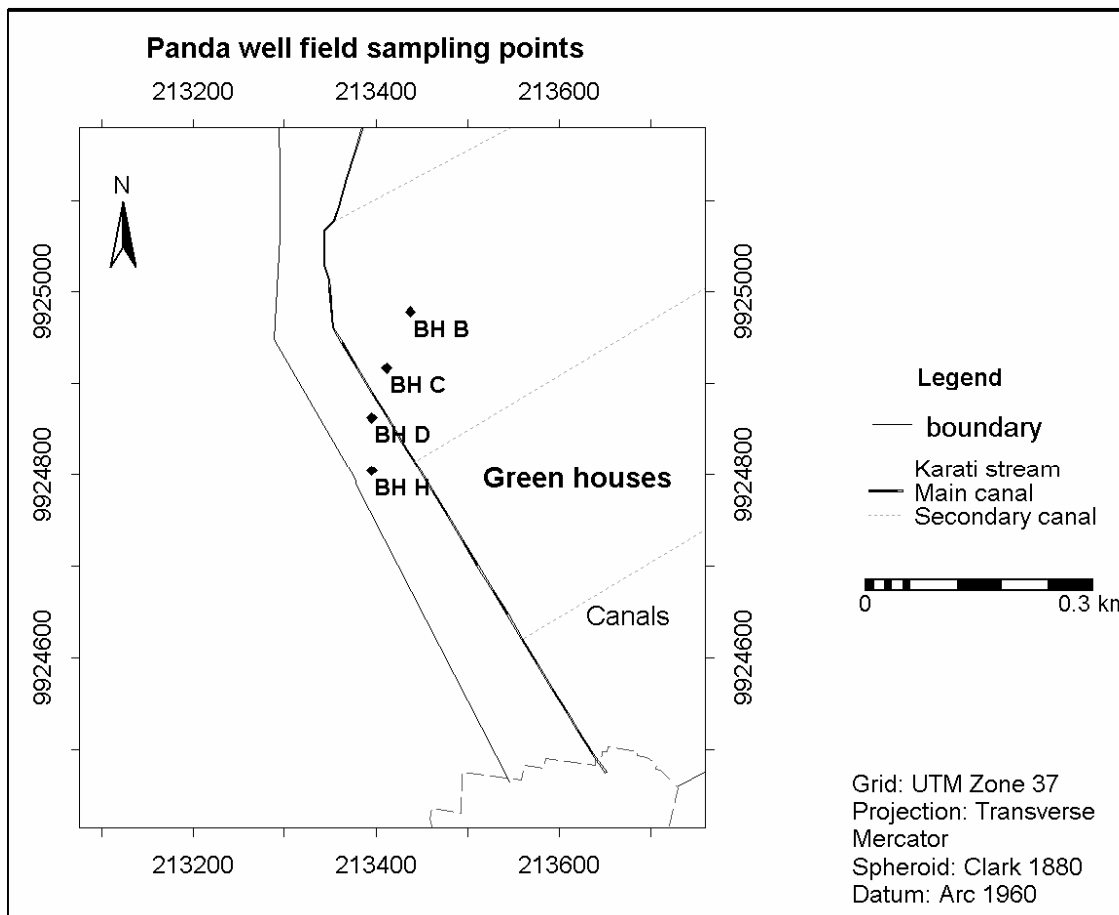 Panda well field sampling points
213200 213400 213600
N
9925000
9925000
BH B
BH C
BH D
BH H
9924800
9924800
Green houses
Canals
9924600
9924600
213200 213400 213600
Legend
boundary
Karati stream
Main canal
Secondary canal
0 0.3 km
Grid: UTM Zone 37
Projection: Transverse
Mercator
Spheroid: Clark 1880
Datum: Arc 1960